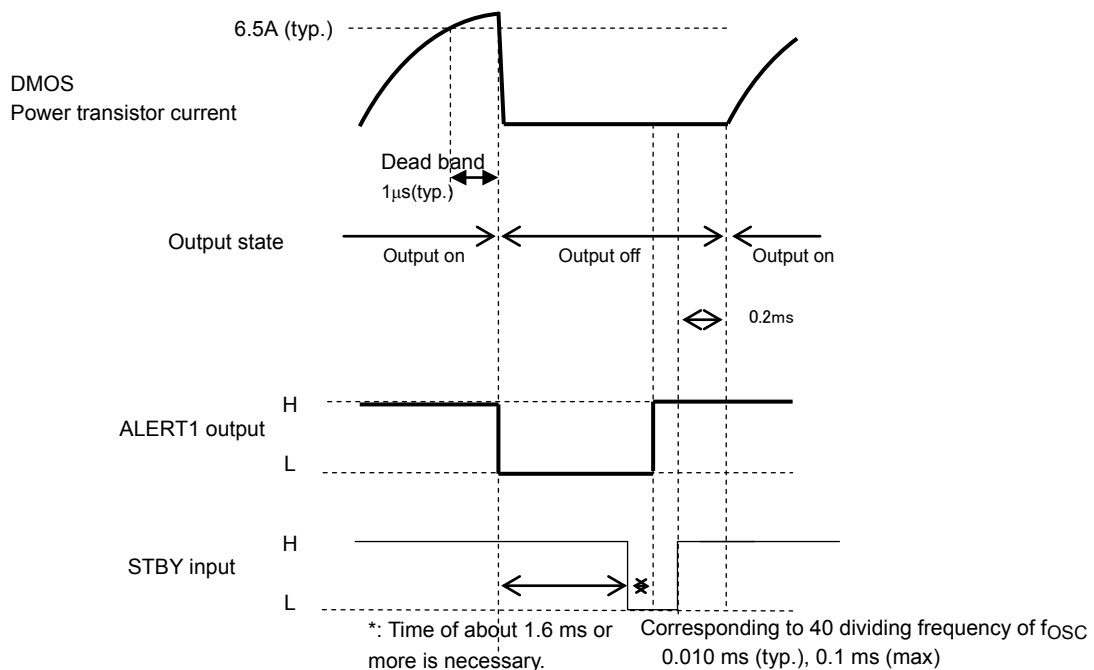 6.5A (typ.)
DMOS
Power transistor current
Dead band
1μs(typ.)
Output state
Output on
Output off
Output on
0.2ms
H
ALERT1 output
L
H
STBY input
L
*: Time of about 1.6 ms or
more is necessary.
Corresponding to 40 dividing frequency of fOSC
0.010 ms (typ.), 0.1 ms (max)